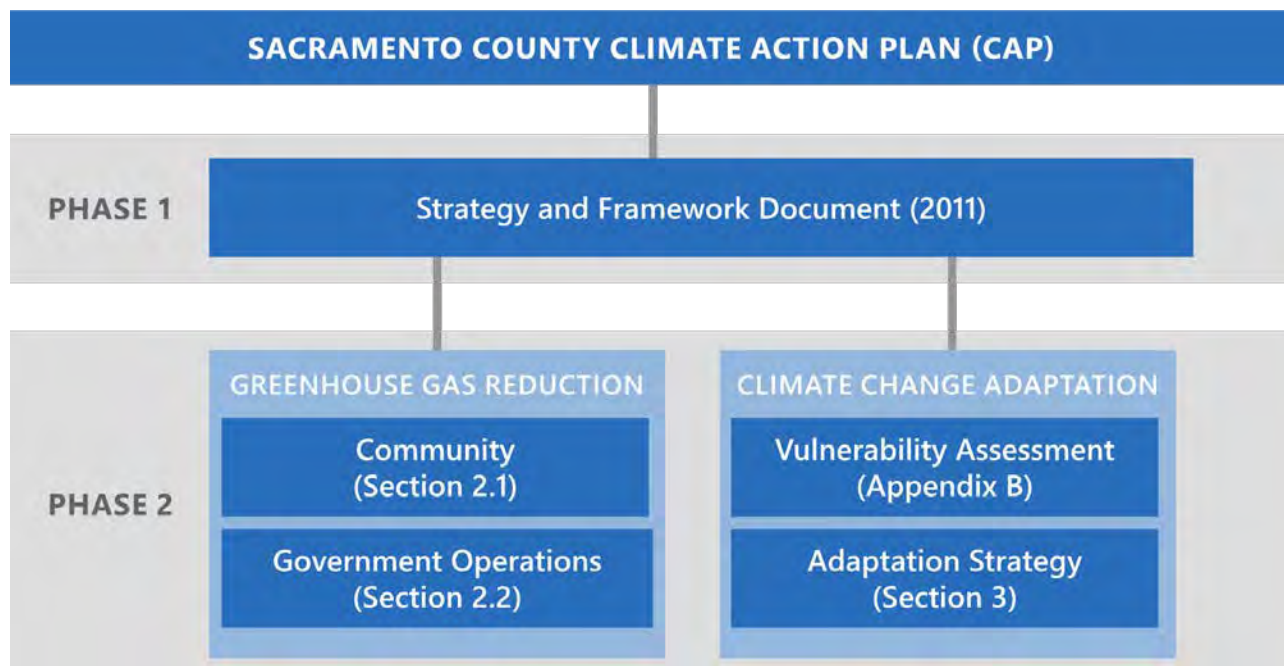 SACRAMENTO COUNTY CLIMATE ACTION PLAN (CAP)
PHASE 1
Strategy and Framework Document (2011)
PHASE 2
GREENHOUSE GAS REDUCTION
Community
(Section 2.1)
Government Operations
(Section 2.2)
CLIMATE CHANGE ADAPTATION
Vulnerability Assessment
(Appendix B)
Adaptation Strategy
(Section 3)